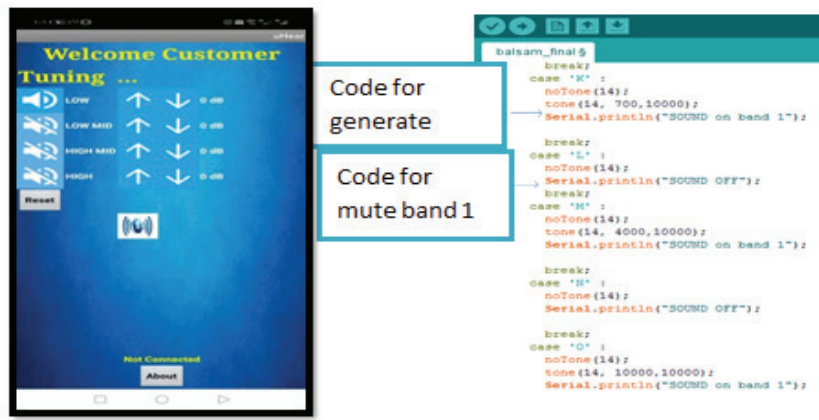 uHear
Welcome Customer
Tuning ...
LOW 0 dB
LOW MID 0 dB
HIGH MID 0 dB
HIGH 0 dB
Reset
Not Connected
About
Code for
generate
Code for
mute band 1
balsam_final §
break;
case 'K' :
noTone(14);
tone(14, 700,10000);
Serial.println("SOUND on band 1");
break;
case 'L' :
noTone(14);
Serial.println("SOUND OFF");
break;
case 'M' :
noTone(14);
tone(14, 4000,10000);
Serial.println("SOUND on band 1");
break;
case 'N' :
noTone(14);
Serial.println("SOUND OFF");
break;
case 'O' :
noTone(14);
tone(14, 10000,10000);
Serial.println("SOUND on band 1");